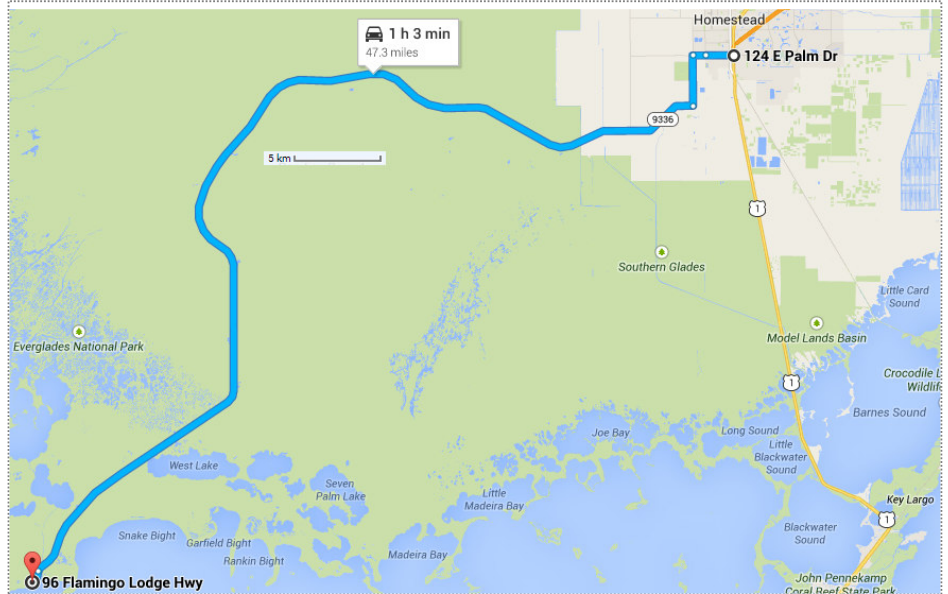 Homestead
1 h 3 min
47.3 miles
124 E Palm Dr
9336
5 km
1
Southern Glades
Little Card
Sound
Everglades National Park
Model Lands Basin
1
Crocodile L
Wildlif
Barnes Sound
Joe Bay
Long Sound
Little
Blackwater
Sound
West Lake
Seven
Palm Lake
Little
Madeira Bay
Key Largo
1
Snake Bight
Garfield Bight
Rankin Bight
Madeira Bay
Blackwater
Sound
96 Flamingo Lodge Hwy
John Pennekamp
Coral Reef State Park